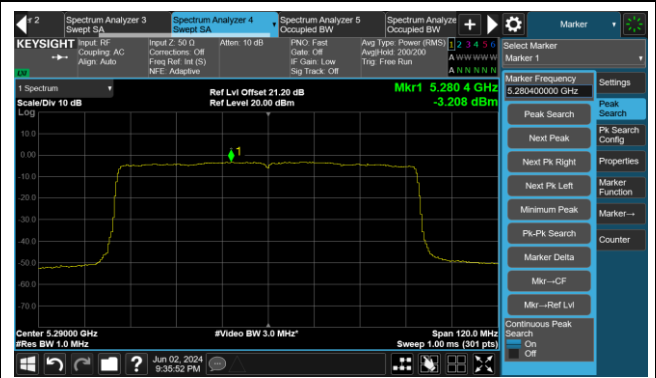 r 2
Spectrum Analyzer 3
Swept SA
Spectrum Analyzer 4
Swept SA
Spectrum Analyzer 5
Occupied BW
Spectrum Analyze
Occupied BW
Marker
KEYSIGHT
LXI
Input: RF
Coupling: AC
Align: Auto
Input Z: 50 Ω
Corrections: Off
Freq Ref: Int (S)
NFE: Adaptive
Atten: 10 dB
PNO: Fast
Gate: Off
IF Gain: Low
Sig Track: Off
Avg Type: Power (RMS)
Avg|Hold: 200/200
Trig: Free Run
1 2 3 4 5 6
A W W W W W
A N N N N N
Select Marker
Marker 1
1 Spectrum
Scale/Div 10 dB
Log
Ref Lvl Offset 21.20 dB
Ref Level 20.00 dBm
Mkr1 5.280 4 GHz
-3.208 dBm
10.0
0.00
-10.0
-20.0
-30.0
-40.0
-50.0
-60.0
-70.0
1
Center 5.29000 GHz
#Res BW 1.0 MHz
#Video BW 3.0 MHz*
Span 120.0 MHz
Sweep 1.00 ms (301 pts)
Marker Frequency
5.280400000 GHz
Peak Search
Next Peak
Next Pk Right
Next Pk Left
Minimum Peak
Pk-Pk Search
Marker Delta
Mkr→CF
Mkr→Ref Lvl
Continuous Peak
Search
On
Off
Settings
Peak
Search
Pk Search
Config
Properties
Marker
Function
Marker→
Counter
?
Jun 02, 2024
9:35:52 PM